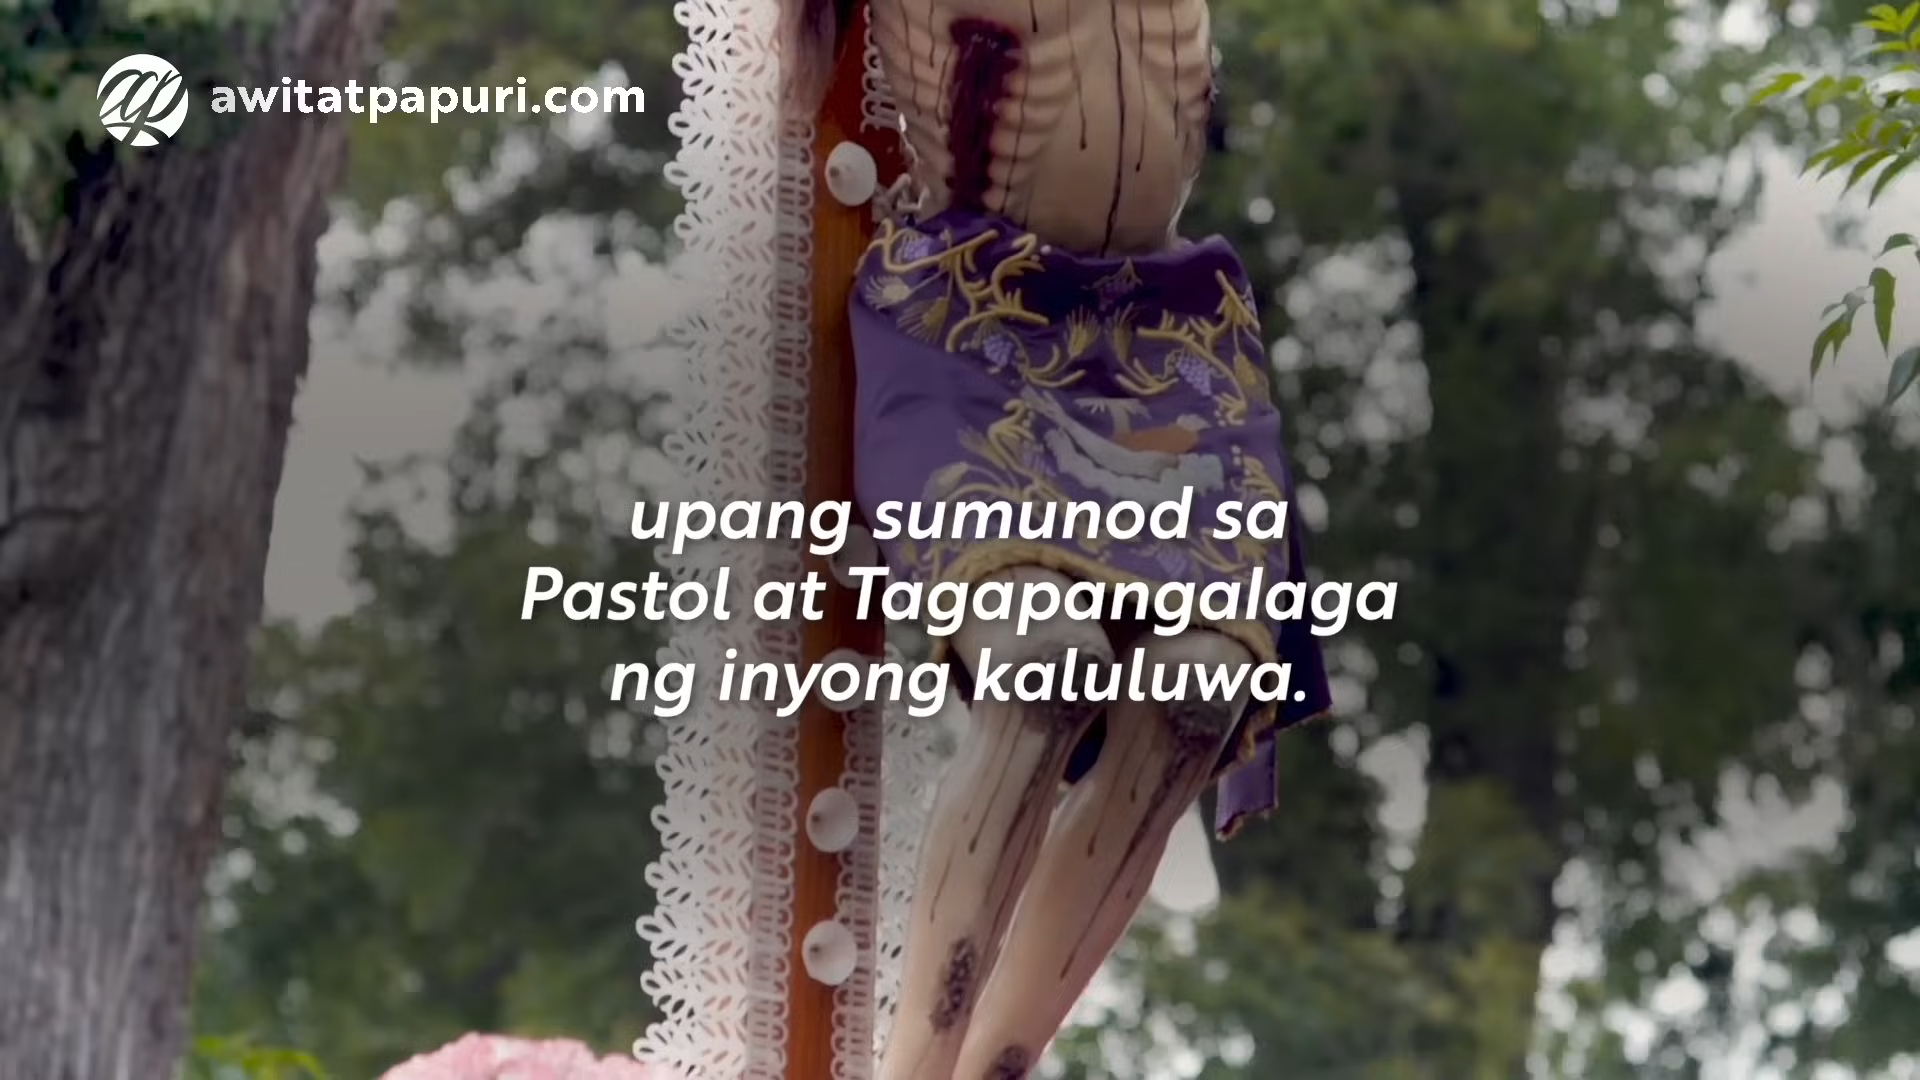 awitatpapuri.com
upang sumunod sa
Pastol at Tagapangalaga
ng inyong kaluluwa.